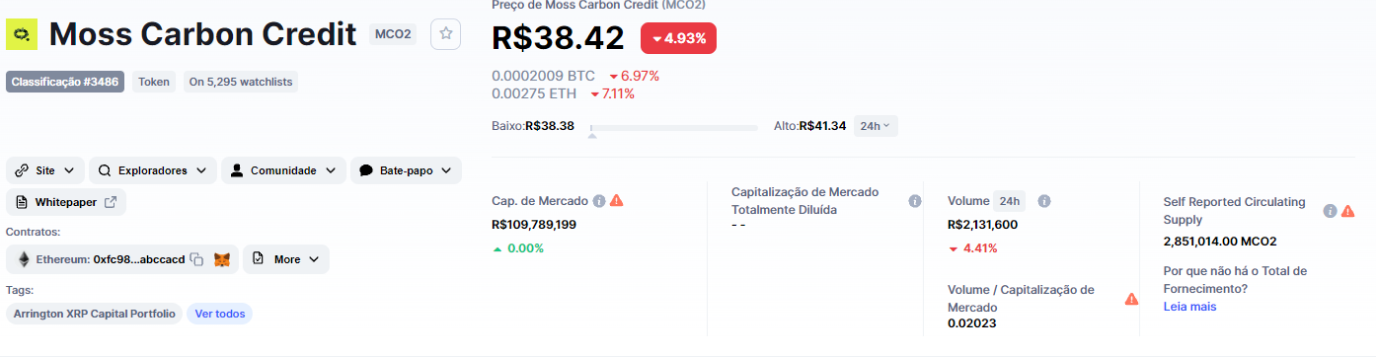 Moss Carbon Credit MCO2
Classificação #3486 Token On 5,295 watchlists
Site Exploradores Comunidade Bate-papo
Whitepaper
Contratos:
Ethereum: 0xfc98...abccacd More
Tags:
Arrington XRP Capital Portfolio Ver todos
Preço de Moss Carbon Credit (MCO2)
R$38.42 4.93%
0.0002009 BTC 6.97%
0.00275 ETH 7.11%
Baixo:R$38.38 Alto:R$41.34 24h
Cap. de Mercado
R$109,789,199
0.00%
Capitalização de Mercado
Totalmente Diluída
- -
Volume 24h
R$2,131,600
4.41%
Volume / Capitalização de
Mercado
0.02023
Self Reported Circulating
Supply
2,851,014.00 MCO2
Por que não há o Total de
Fornecimento?
Leia mais